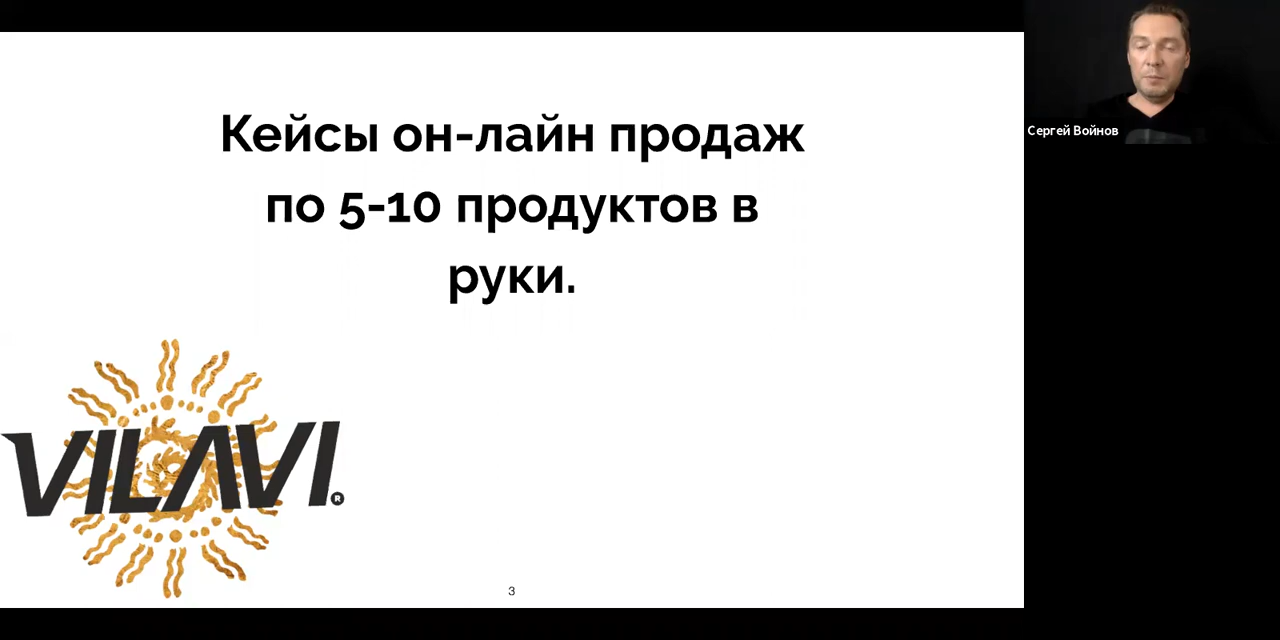 Кейсы он-лайн продаж
по 5-10 продуктов в
руки.
VILAVI®
3
Сергей Войнов